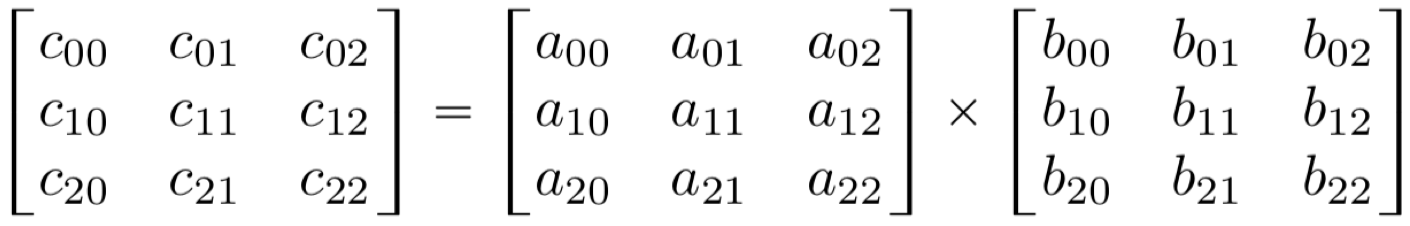 c00 c01 c02 a00 a01 a02 b00 b01 b02
c10 c11 c12 = a10 a11 a12 × b10 b11 b12
c20 c21 c22 a20 a21 a22 b20 b21 b22